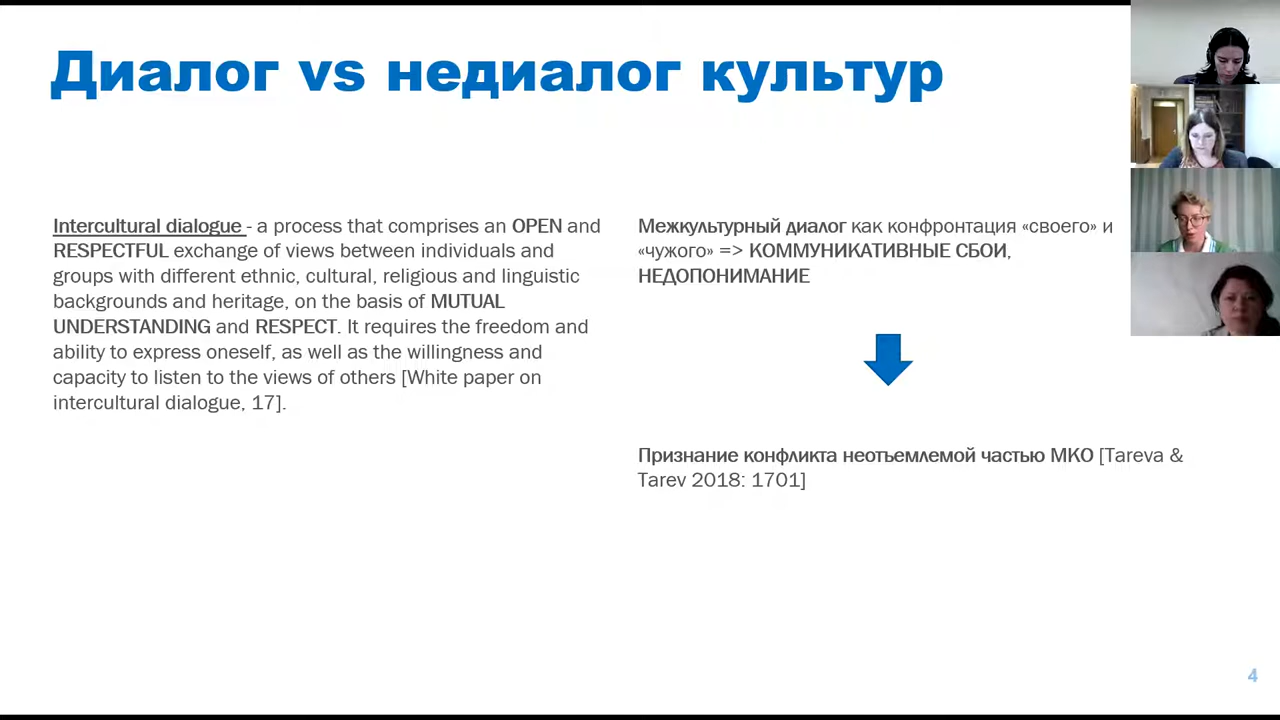 Диалог vs недиалог культур
Intercultural dialogue - a process that comprises an OPEN and
RESPECTFUL exchange of views between individuals and
groups with different ethnic, cultural, religious and linguistic
backgrounds and heritage, on the basis of MUTUAL
UNDERSTANDING and RESPECT. It requires the freedom and
ability to express oneself, as well as the willingness and
capacity to listen to the views of others [White paper on
intercultural dialogue, 17].
Межкультурный диалог как конфронтация «своего» и
«чужого» => КОММУНИКАТИВНЫЕ СБОИ,
НЕДОПОНИМАНИЕ
Признание конфликта неотъемлемой частью МКО [Tareva &
Tarev 2018: 1701]
4